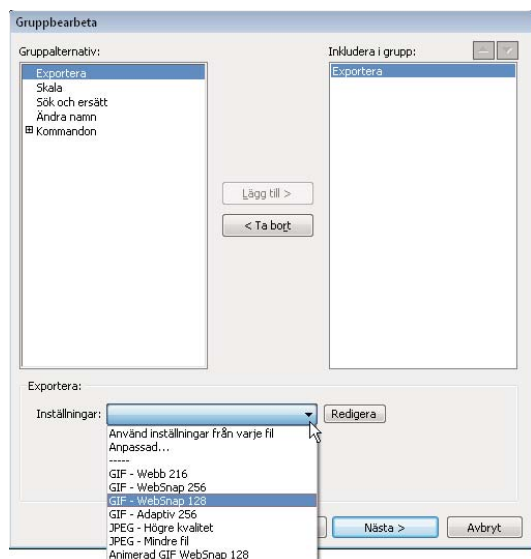 Gruppbearbeta
Gruppalternativ:
Exportera
Skala
Sök och ersätt
Ändra namn
Kommandon
Inkludera i grupp:
Exportera
Lägg till >
< Ta bort
Exportera:
Inställningar:
Redigera
Använd inställningar från varje fil
Anpassad...
-----
GIF - Webb 216
GIF - WebSnap 256
GIF - WebSnap 128
GIF - Adaptiv 256
JPEG - Högre kvalitet
JPEG - Mindre fil
Animerad GIF WebSnap 128
Nästa >
Avbryt